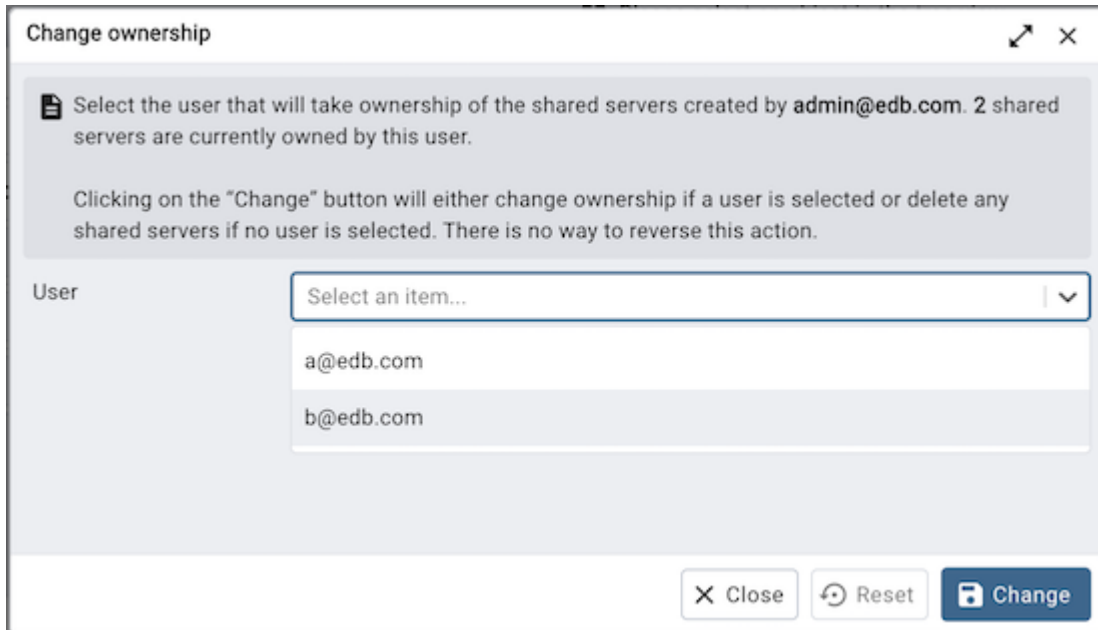 Change ownership
Select the user that will take ownership of the shared servers created by admin@edb.com. 2 shared
servers are currently owned by this user.
Clicking on the “Change” button will either change ownership if a user is selected or delete any
shared servers if no user is selected. There is no way to reverse this action.
User
Select an item...
a@edb.com
b@edb.com
Close
Reset
Change